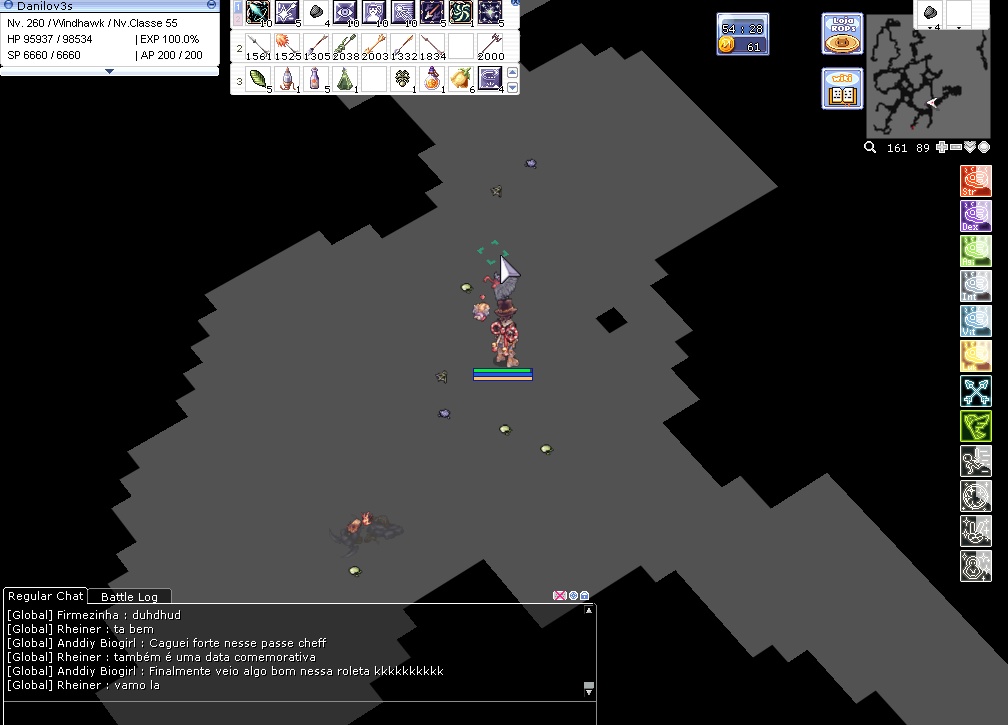 Danilov3s
Nv. 260 / Windhawk / Nv.Classe 55
HP 95937 / 98534 | EXP 100.0%
SP 6660 / 6660 | AP 200 / 200
10 5 4 10 10 10 5 1 5
2 1561 1525 1305 2038 2003 1332 1834 2000
3 5 1 5 1 1 1 6 4
54 : 28
61
Loja ROPs
wiki
4
161 89
Str
Dex
Agi
Int
Vit
Regular Chat Battle Log
[Global] Firmezinha : duhdhud
[Global] Rheiner : ta bem
[Global] Anddiy Biogirl : Caguei forte nesse passe cheff
[Global] Rheiner : também é uma data comemorativa
[Global] Anddiy Biogirl : Finalmente veio algo bom nessa roleta kkkkkkkkkk
[Global] Rheiner : vamo la